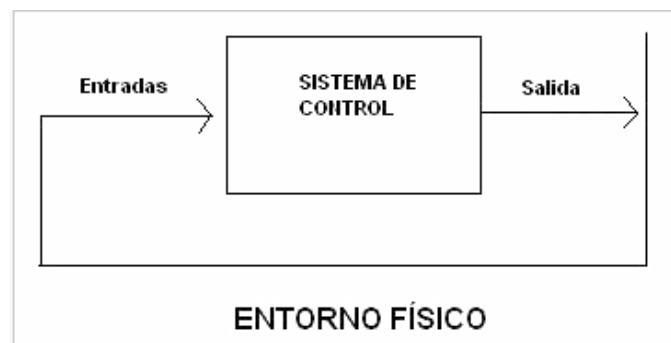 Entradas
SISTEMA DE
CONTROL
Salida
ENTORNO FÍSICO